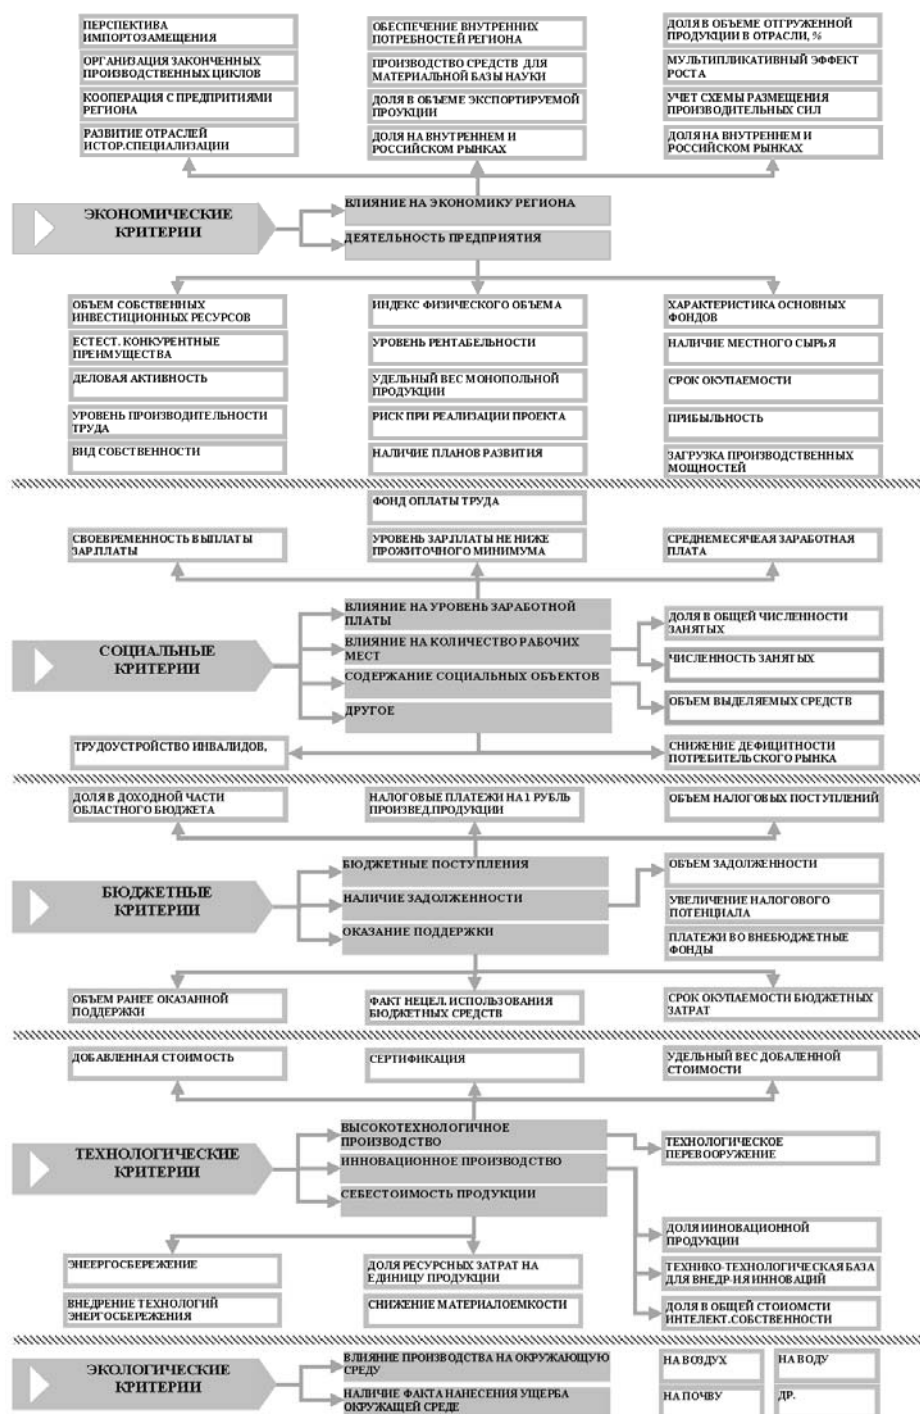 ПЕРСПЕКТИВА
ИМПОРТОЗАМЕЩЕНИЯ
ОРГАНИЗАЦИЯ ЗАКОНЧЕННЫХ
ПРОИЗВОДСТВЕННЫХ ЦИКЛОВ
КООПЕРАЦИЯ С ПРЕДПРИТИЯМИ
РЕГИОНА
РАЗВИТИЕ ОТРАСЛЕЙ
ИСТОР.СПЕЦИАЛИЗАЦИИ
ОБЕСПЕЧЕНИЕ ВНУТРЕННИХ
ПОТРЕБНОСТЕЙ РЕГИОНА
ПРОИЗВОДСТВО СРЕДСТВ ДЛЯ
МАТЕРИАЛЬНОЙ БАЗЫ НАУКИ
ДОЛЯ В ОБЪЕМЕ ЭКСПОРТИРУЕМОЙ
ПРОУКЦИИ
ДОЛЯ НА ВНУТРЕННЕМ И
РОССИЙСКОМ РЫНКАХ
ДОЛЯ В ОБЪЕМЕ ОТГРУЖЕННОЙ
ПРОДУКЦИИ В ОТРАСЛИ, %
МУЛЬТИПЛИКАТИВНЫЙ ЭФФЕКТ
РОСТА
УЧЕТ СХЕМЫ РАЗМЕЩЕНИЯ
ПРОИЗВОДИТЕЛЬНЫХ СИЛ
ДОЛЯ НА ВНУТРЕННЕМ И
РОССИЙСКОМ РЫНКАХ
ЭКОНОМИЧЕСКИЕ
КРИТЕРИИ
ВЛИЯНИЕ НА ЭКОНОМИКУ РЕГИОНА
ДЕЯТЕЛЬНОСТЬ ПРЕДПРИЯТИЯ
ОБЪЕМ СОБСТВЕННЫХ
ИНВЕСТИЦИОННЫХ РЕСУРСОВ
ЕСТЕСТ. КОНКУРЕНТНЫЕ
ПРЕИМУЩЕСТВА
ДЕЛОВАЯ АКТИВНОСТЬ
УРОВЕНЬ ПРОИЗВОДИТЕЛЬНОСТИ
ТРУДА
ВИД СОБСТВЕННОСТИ
ИНДЕКС ФИЗИЧЕСКОГО ОБЪЕМА
УРОВЕНЬ РЕНТАБЕЛЬНОСТИ
УДЕЛЬНЫЙ ВЕС МОНОПОЛЬНОЙ
ПРОДУКЦИИ
РИСК ПРИ РЕАЛИЗАЦИИ ПРОЕКТА
НАЛИЧИЕ ПЛАНОВ РАЗВИТИЯ
ХАРАКТЕРИСТИКА ОСНОВНЫХ
ФОНДОВ
НАЛИЧИЕ МЕСТНОГО СЫРЬЯ
СРОК ОКУПАЕМОСТИ
ПРИБЫЛЬНОСТЬ
ЗАГРУЗКА ПРОИЗВОДСТВЕННЫХ
МОЩНОСТЕЙ
ФОНД ОПЛАТЫ ТРУДА
СВОЕВРЕМЕННОСТЬ ВЫПЛАТЫ
ЗАР.ПЛАТЫ
УРОВЕНЬ ЗАР.ПЛАТЫ НЕ НИЖЕ
ПРОЖИТОЧНОГО МИНИМУМА
СРЕДНЕМЕСЯЧЕАЯ ЗАРАБОТНАЯ
ПЛАТА
СОЦИАЛЬНЫЕ
КРИТЕРИИ
ВЛИЯНИЕ НА УРОВЕНЬ ЗАРАБОТНОЙ
ПЛАТЫ
ВЛИЯНИЕ НА КОЛИЧЕСТВО РАБОЧИХ
МЕСТ
СОДЕРЖАНИЕ СОЦИАЛЬНЫХ ОБЪЕКТОВ
ДРУГОЕ
ДОЛЯ В ОБЩЕЙ ЧИСЛЕННОСТИ
ЗАНЯТЫХ
ЧИСЛЕННОСТЬ ЗАНЯТЫХ
ОБЪЕМ ВЫДЕЛЯЕМЫХ СРЕДСТВ
ТРУДОУСТРОЙСТВО ИНВАЛИДОВ,
СНИЖЕНИЕ ДЕФИЦИТНОСТИ
ПОТРЕБИТЕЛЬСКОГО РЫНКА
ДОЛЯ В ДОХОДНОЙ ЧАСТИ
ОБЛАСТНОГО БЮДЖЕТА
НАЛОГОВЫЕ ПЛАТЕЖИ НА 1 РУБЛЬ
ПРОИЗВЕД.ПРОДУКЦИИ
ОБЪЕМ НАЛОГОВЫХ ПОСТУПЛЕНИЙ
БЮДЖЕТНЫЕ
КРИТЕРИИ
БЮДЖЕТНЫЕ ПОСТУПЛЕНИЯ
НАЛИЧИЕ ЗАДОЛЖЕННОСТИ
ОКАЗАНИЕ ПОДДЕРЖКИ
ОБЪЕМ ЗАДОЛЖЕННОСТИ
УВЕЛИЧЕНИЕ НАЛОГОВОГО
ПОТЕНЦИАЛА
ПЛАТЕЖИ ВО ВНЕБЮДЖЕТНЫЕ
ФОНДЫ
ОБЪЕМ РАНЕЕ ОКАЗАННОЙ
ПОДДЕРЖКИ
ФАКТ НЕЦЕЛ. ИСПОЛЬЗОВАНИЯ
БЮДЖЕТНЫХ СРЕДСТВ
СРОК ОКУПАЕМОСТИ БЮДЖЕТНЫХ
ЗАТРАТ
ДОБАВЛЕННАЯ СТОИМОСТЬ
СЕРТИФИКАЦИЯ
УДЕЛЬНЫЙ ВЕС ДОБАЛЕННОЙ
СТОИМОСТИ
ТЕХНОЛОГИЧЕСКИЕ
КРИТЕРИИ
ВЫСОКОТЕХНОЛОГИЧНОЕ
ПРОИЗВОДСТВО
ИННОВАЦИОННОЕ ПРОИЗВОДСТВО
СЕБЕСТОИМОСТЬ ПРОДУКЦИИ
ТЕХНОЛОГИЧЕСКОЕ
ПЕРЕВООРУЖЕНИЕ
ДОЛЯ ИИНОВАЦИОННОЙ
ПРОДУКЦИИ
ТЕХНИКО-ТЕХНОЛОГИЧЕСКАЯ БАЗА
ДЛЯ ВНЕДР-ИЯ ИННОВАЦИЙ
ДОЛЯ В ОБЩЕЙ СТОИОМСТИ
ИНТЕЛЕКТ.СОБСТВЕННОСТИ
ЭНЕЕРГОСБЕРЕЖЕНИЕ
ВНЕДРЕНИЕ ТЕХНОЛОГИЙ
ЭНЕРГОСБЕРЕЖЕНИЯ
ДОЛЯ РЕСУРСНЫХ ЗАТРАТ НА
ЕДИНИЦУ ПРОДУКЦИИ
СНИЖЕНИЕ МАТЕРИАЛОЕМКОСТИ
ЭКОЛОГИЧЕСКИЕ
КРИТЕРИИ
ВЛИЯНИЕ ПРОИЗВОДСТВА НА ОКРУЖАЮЩУЮ
СРЕДУ
НАЛИЧИЕ ФАКТА НАНЕСЕНИЯ УЩЕРБА
ОКРУЖАЩЕЙ СРЕДЕ
НА ВОЗДУХ
НА ВОДУ
НА ПОЧВУ
ДР.